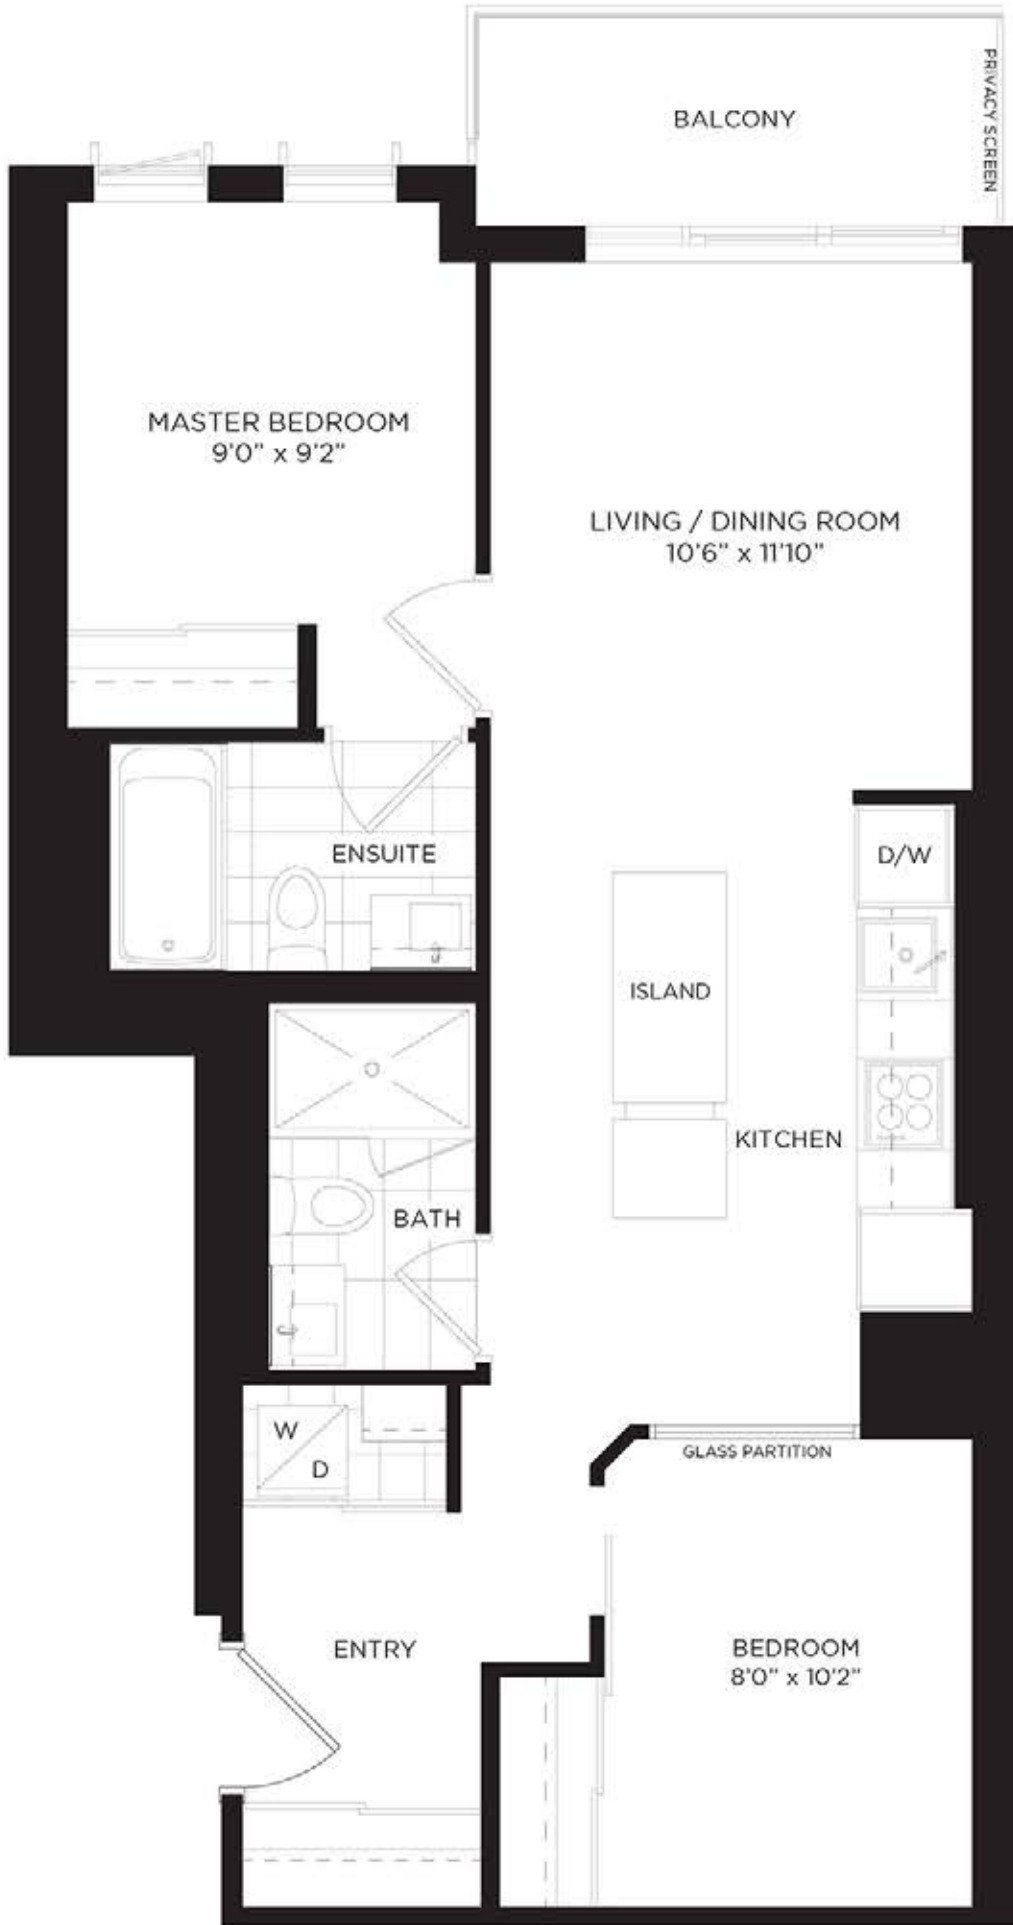 BALCONY
PRIVACY SCREEN
MASTER BEDROOM
9'0" x 9'2"
LIVING / DINING ROOM
10'6" x 11'10"
ENSUITE
D/W
ISLAND
KITCHEN
BATH
W
D
GLASS PARTITION
ENTRY
BEDROOM
8'0" x 10'2"